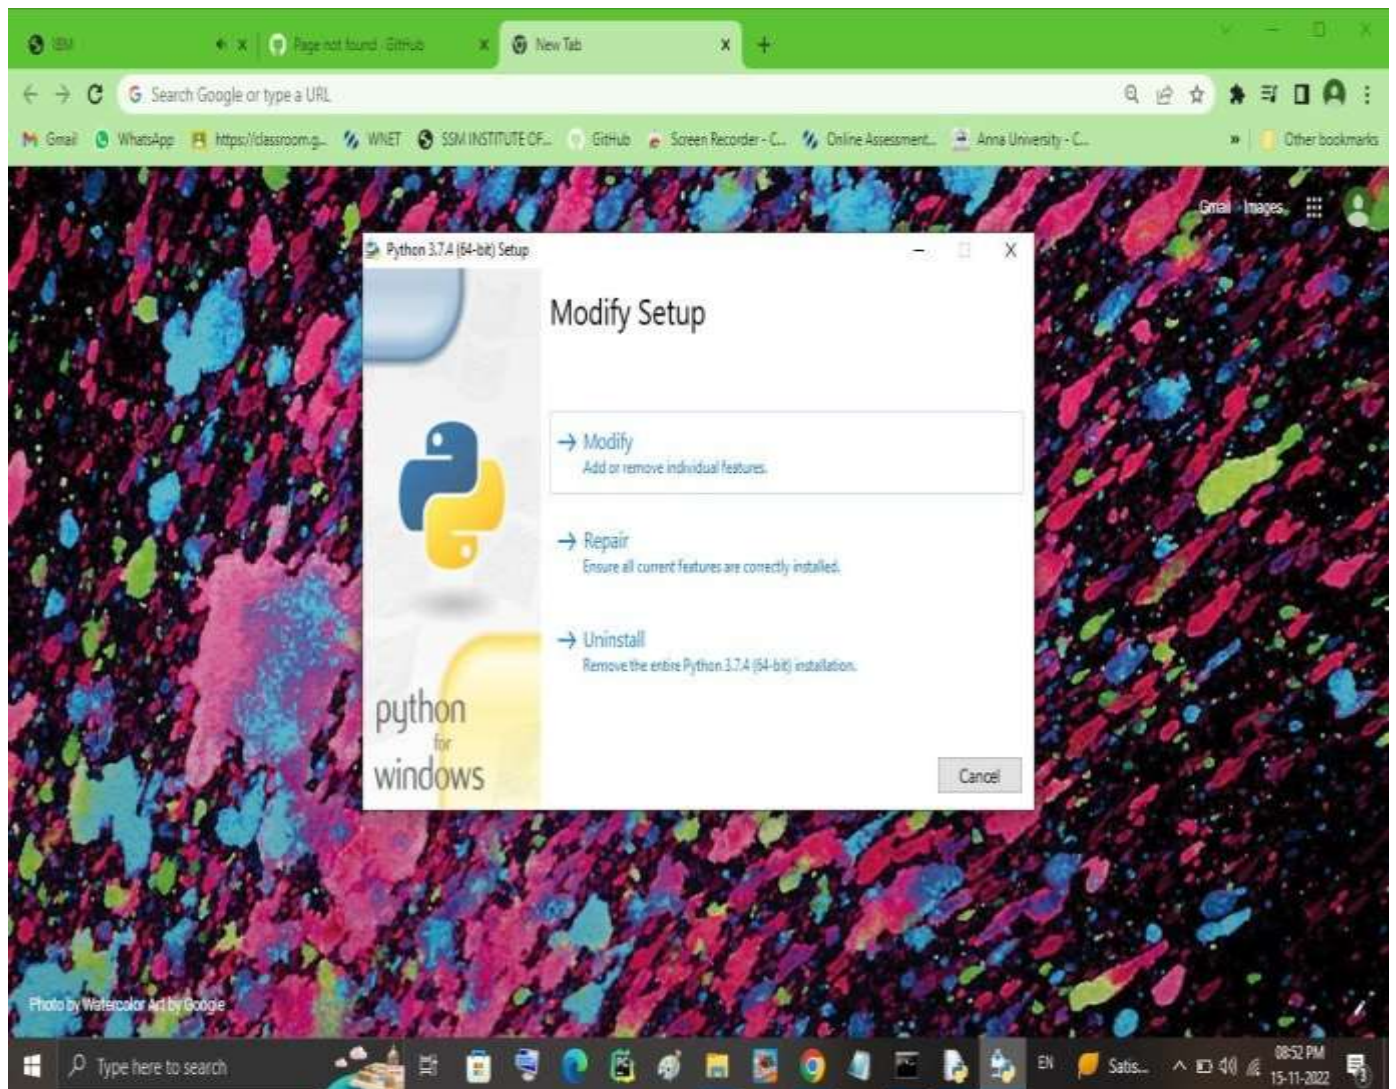 IBM
Page not found · GitHub
New Tab
Search Google or type a URL
Gmail
WhatsApp
https://classroom.g...
WNET
SSM INSTITUTE OF...
GitHub
Screen Recorder - C...
Online Assessment...
Anna University - C...
»
Other bookmarks
Gmail
Images
Python 3.7.4 (64-bit) Setup
Modify Setup
Modify
Add or remove individual features.
Repair
Ensure all current features are correctly installed.
Uninstall
Remove the entire Python 3.7.4 (64-bit) installation.
python
for
windows
Cancel
Photo by Watercolor Art by Google
Type here to search
EN
Satis...
08:52 PM
15-11-2022